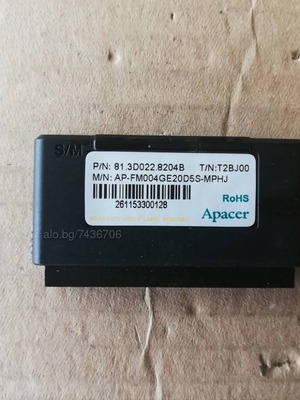 S/M
P/N: 81.3D022.8204B T/N:T2BJ00
M/N: AP-FM004GE20D5S-MPHJ
261153300128
RoHS
Apacer
alo.bg/7436706